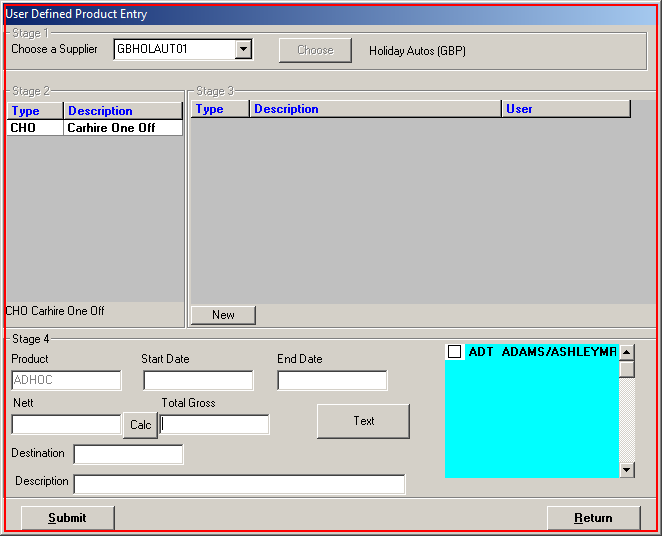 User Defined Product Entry
Stage 1
Choose a Supplier GBHOLAUT01 Choose Holiday Autos (GBP)
Stage 2
Type Description
CHO Carhire One Off
CHO Carhire One Off
Stage 3
Type Description User
New
Stage 4
Product Start Date End Date
ADHOC
Nett Total Gross
Calc
Text
Destination
Description
ADT ADAMS/ASHLEYMR
Submit Return